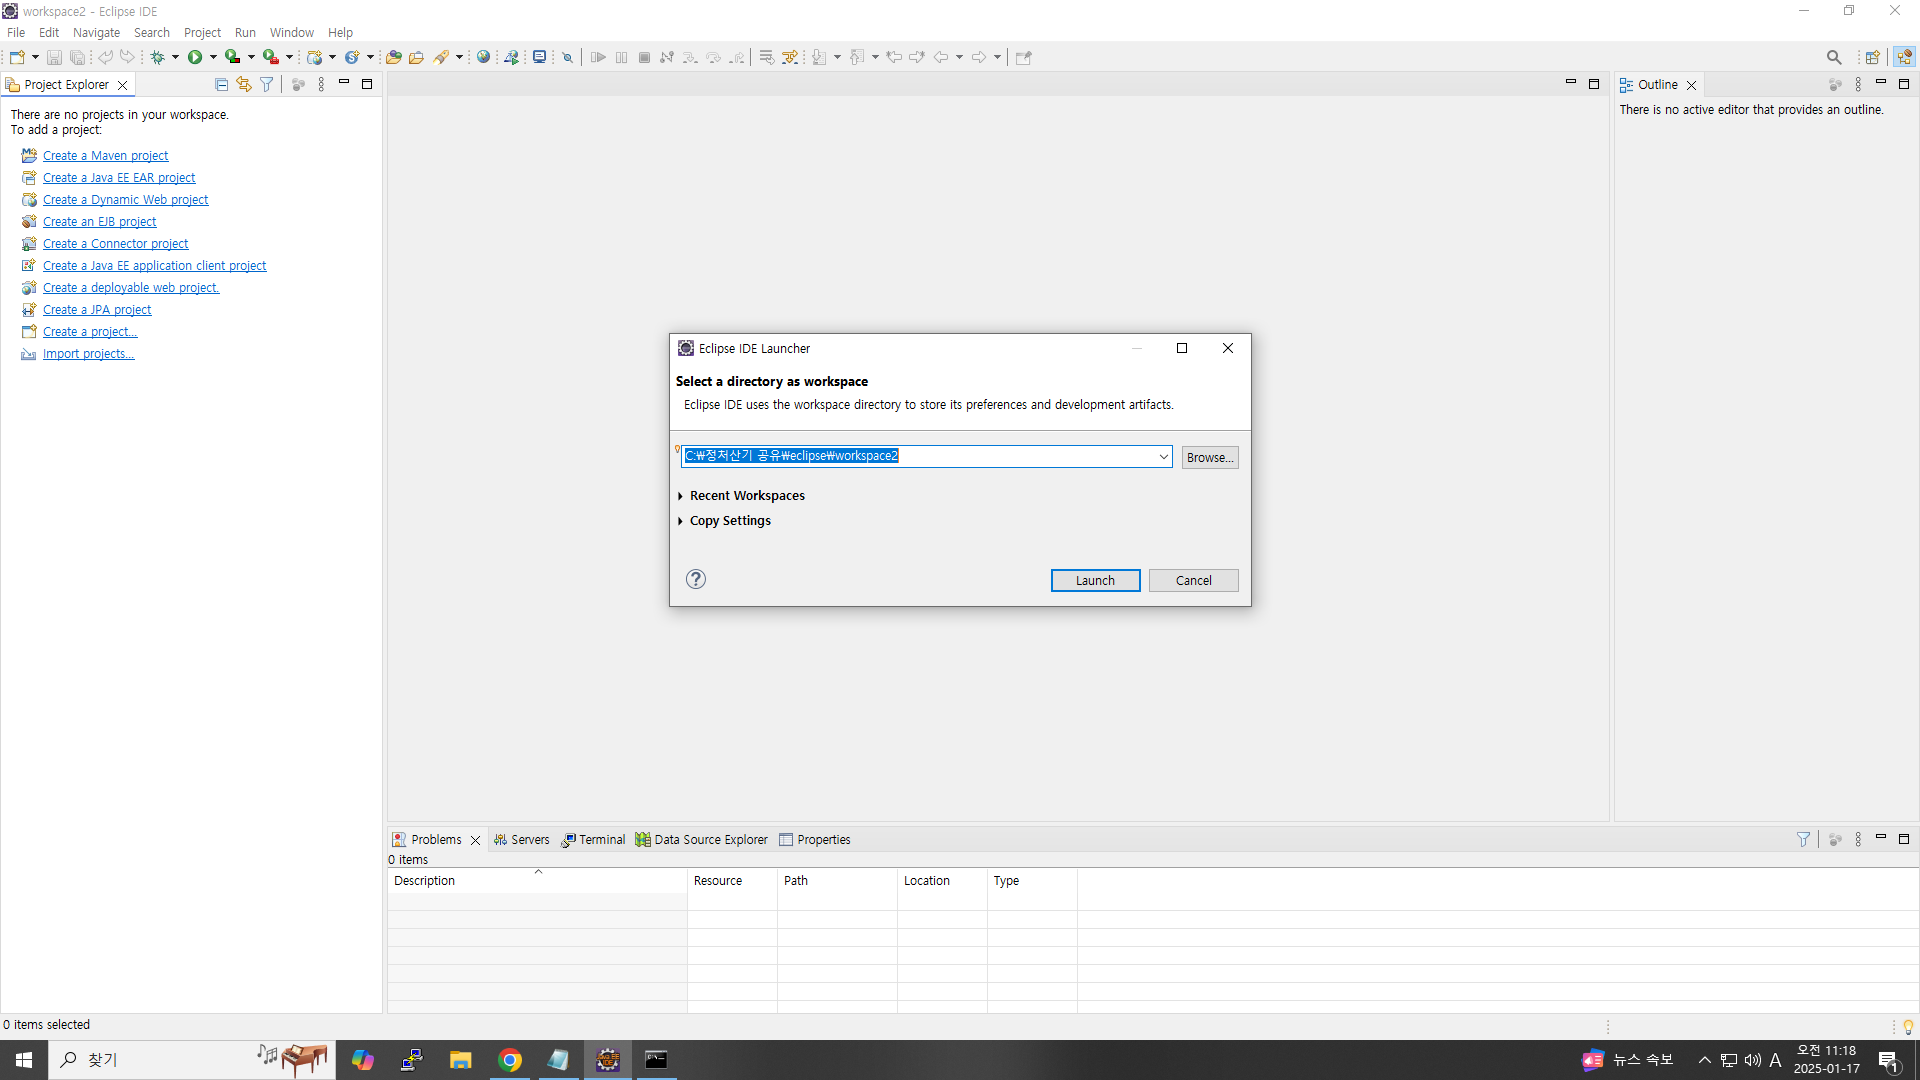 workspace2 - Eclipse IDE
File Edit Navigate Search Project Run Window Help
Project Explorer
There are no projects in your workspace.
To add a project:
Create a Maven project
Create a Java EE EAR project
Create a Dynamic Web project
Create an EJB project
Create a Connector project
Create a Java EE application client project
Create a deployable web project.
Create a JPA project
Create a project...
Import projects...
Outline
There is no active editor that provides an outline.
Eclipse IDE Launcher
Select a directory as workspace
Eclipse IDE uses the workspace directory to store its preferences and development artifacts.
C:₩정처산기 공유₩eclipse₩workspace2
Browse...
Recent Workspaces
Copy Settings
Launch Cancel
Problems Servers Terminal Data Source Explorer Properties
0 items
Description Resource Path Location Type
0 items selected
찾기
뉴스 속보
A
오전 11:18
2025-01-17
1